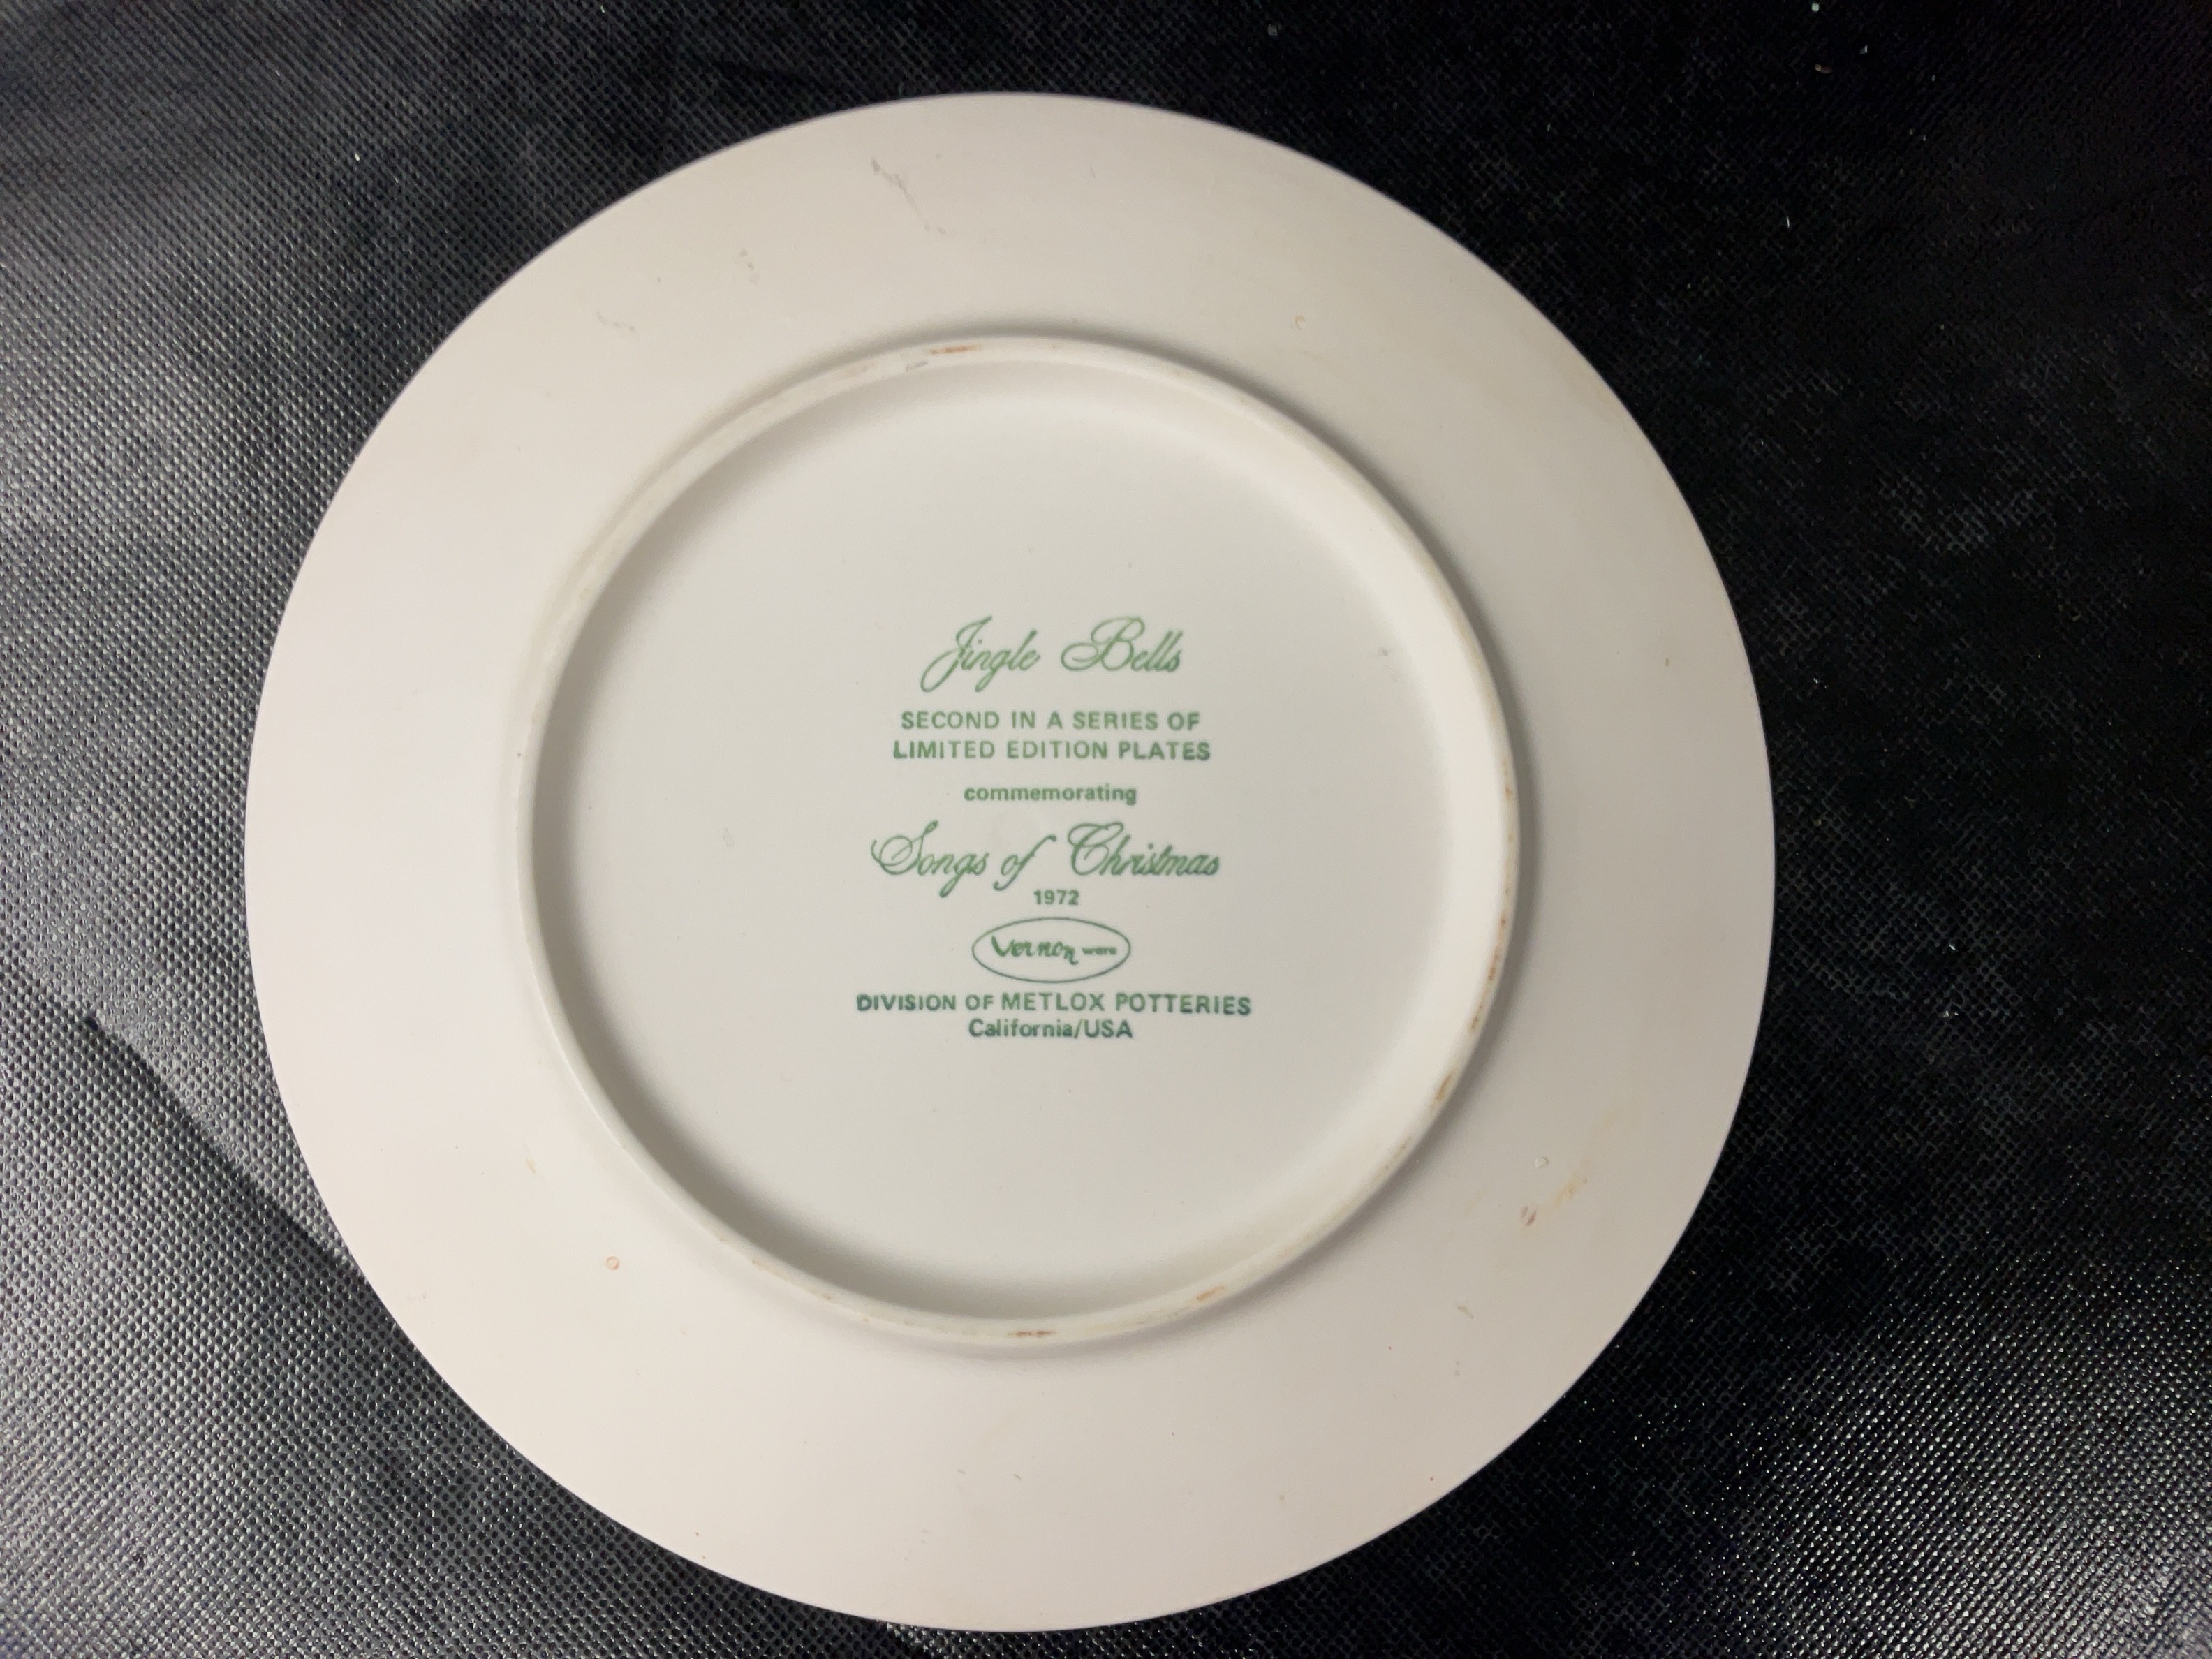 Jingle Bells
SECOND IN A SERIES OF
LIMITED EDITION PLATES
commemorating
Songs of Christmas
1972
Vernon ware
DIVISION OF METLOX POTTERIES
California/USA